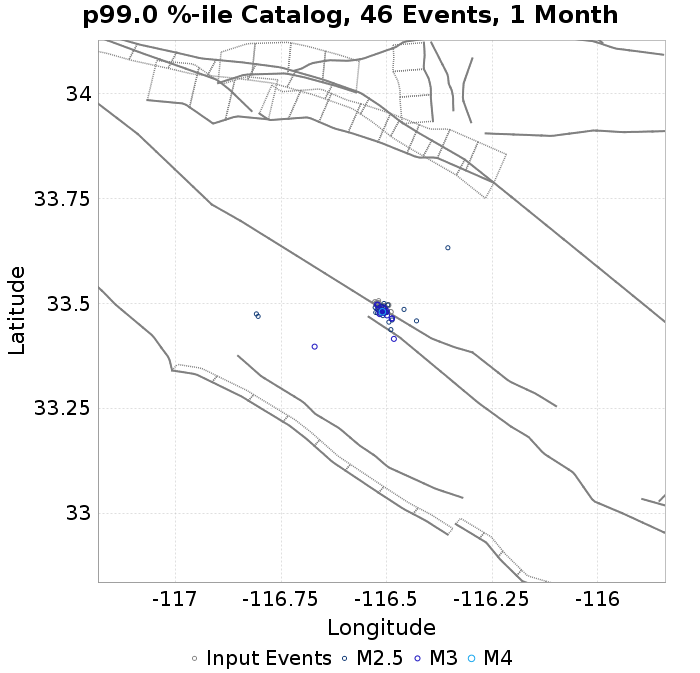 p99.0 %-ile Catalog, 46 Events, 1 Month
Latitude
34
33.75
33.5
33.25
33
-117
-116.75
-116.5
-116.25
-116
Longitude
Input Events M2.5 M3 M4